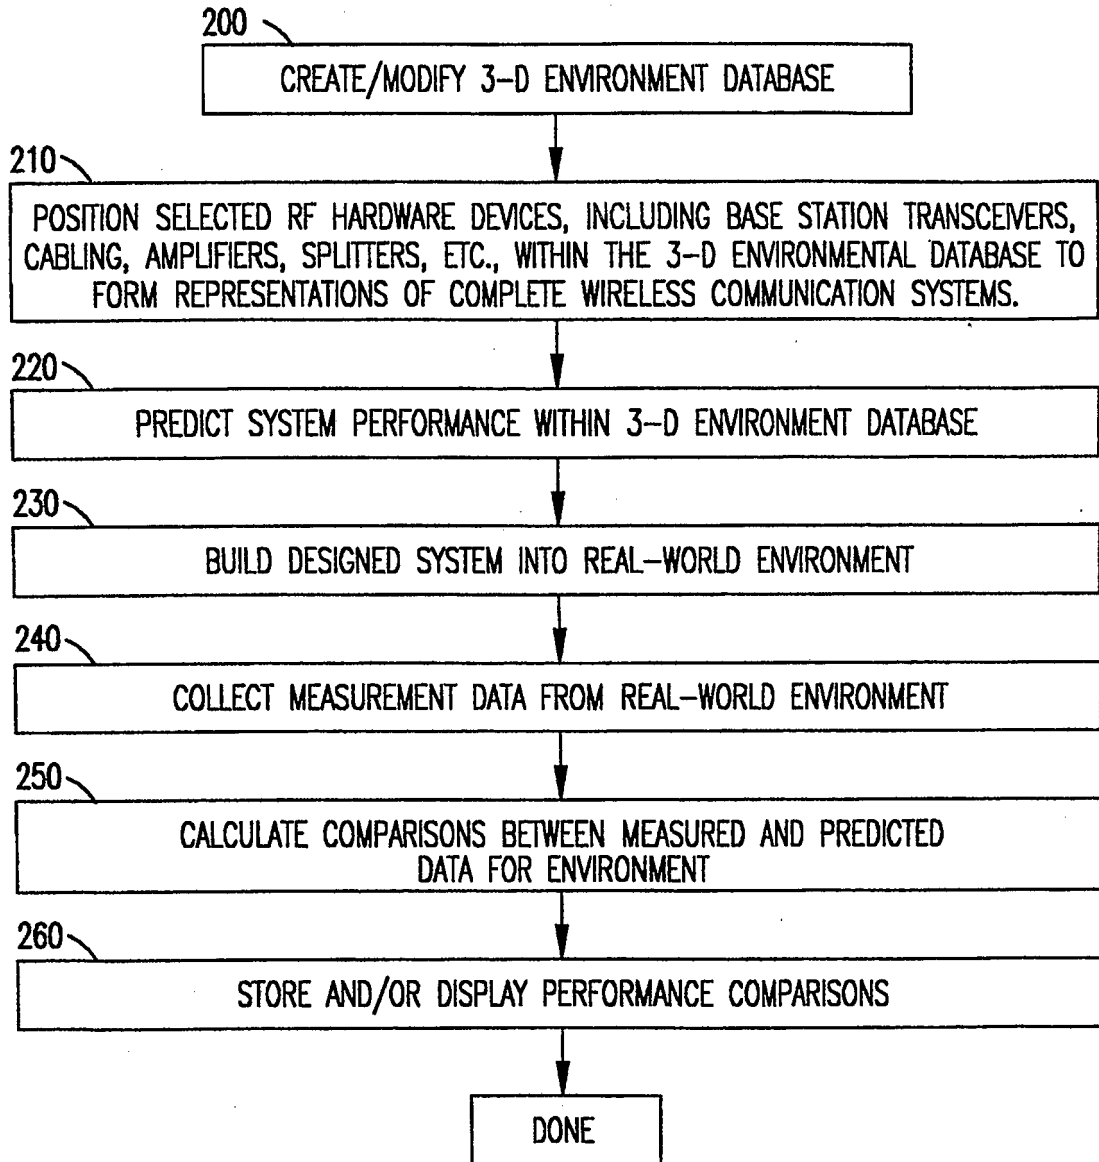 200
CREATE/MODIFY 3-D ENVIRONMENT DATABASE
210
POSITION SELECTED RF HARDWARE DEVICES, INCLUDING BASE STATION TRANSCEIVERS,
CABLING, AMPLIFIERS, SPLITTERS, ETC., WITHIN THE 3-D ENVIRONMENTAL DATABASE TO
FORM REPRESENTATIONS OF COMPLETE WIRELESS COMMUNICATION SYSTEMS.
220
PREDICT SYSTEM PERFORMANCE WITHIN 3-D ENVIRONMENT DATABASE
230
BUILD DESIGNED SYSTEM INTO REAL-WORLD ENVIRONMENT
240
COLLECT MEASUREMENT DATA FROM REAL-WORLD ENVIRONMENT
250
CALCULATE COMPARISONS BETWEEN MEASURED AND PREDICTED
DATA FOR ENVIRONMENT
260
STORE AND/OR DISPLAY PERFORMANCE COMPARISONS
DONE